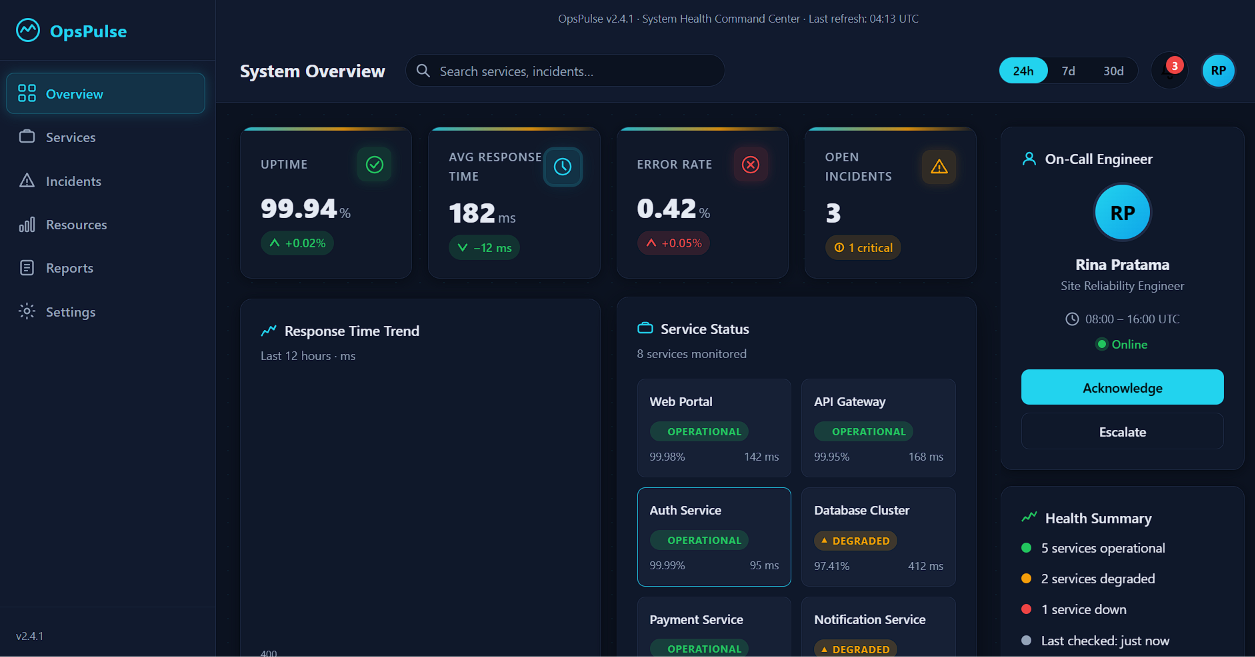 OpsPulse
Overview
Services
Incidents
Resources
Reports
Settings
v2.4.1
OpsPulse v2.4.1 · System Health Command Center · Last refresh: 04:13 UTC
System Overview
Search services, incidents...
24h
7d
30d
3
RP
UPTIME
99.94%
+0.02%
AVG RESPONSE
TIME
182 ms
−12 ms
ERROR RATE
0.42%
+0.05%
OPEN
INCIDENTS
3
1 critical
Response Time Trend
Last 12 hours · ms
400
Service Status
8 services monitored
Web Portal
OPERATIONAL
99.98% 142 ms
API Gateway
OPERATIONAL
99.95% 168 ms
Auth Service
OPERATIONAL
99.99% 95 ms
Database Cluster
▲ DEGRADED
97.41% 412 ms
Payment Service
OPERATIONAL
Notification Service
▲ DEGRADED
On-Call Engineer
RP
Rina Pratama
Site Reliability Engineer
08:00 – 16:00 UTC
Online
Acknowledge
Escalate
Health Summary
5 services operational
2 services degraded
1 service down
Last checked: just now